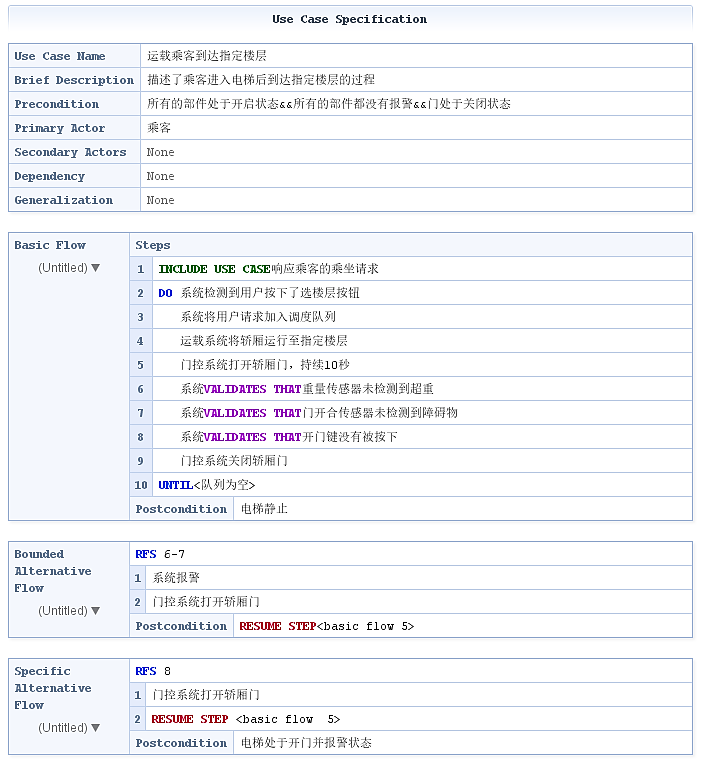 Use Case Specification
Use Case Name 运载乘客到达指定楼层
Brief Description 描述了乘客进入电梯后到达指定楼层的过程
Precondition 所有的部件处于开启状态&&所有的部件都没有报警&&门处于关闭状态
Primary Actor 乘客
Secondary Actors None
Dependency None
Generalization None
Basic Flow Steps
(Untitled) ▼
1 INCLUDE USE CASE响应乘客的乘坐请求
2 DO 系统检测到用户按下了选楼层按钮
3 系统将用户请求加入调度队列
4 运载系统将轿厢运行至指定楼层
5 门控系统打开轿厢门，持续10秒
6 系统VALIDATES THAT重量传感器未检测到超重
7 系统VALIDATES THAT门开合传感器未检测到障碍物
8 系统VALIDATES THAT开门键没有被按下
9 门控系统关闭轿厢门
10 UNTIL<队列为空>
Postcondition 电梯静止
Bounded Alternative Flow
(Untitled) ▼
RFS 6-7
1 系统报警
2 门控系统打开轿厢门
Postcondition RESUME STEP<basic flow 5>
Specific Alternative Flow
(Untitled) ▼
RFS 8
1 门控系统打开轿厢门
2 RESUME STEP <basic flow 5>
Postcondition 电梯处于开门并报警状态